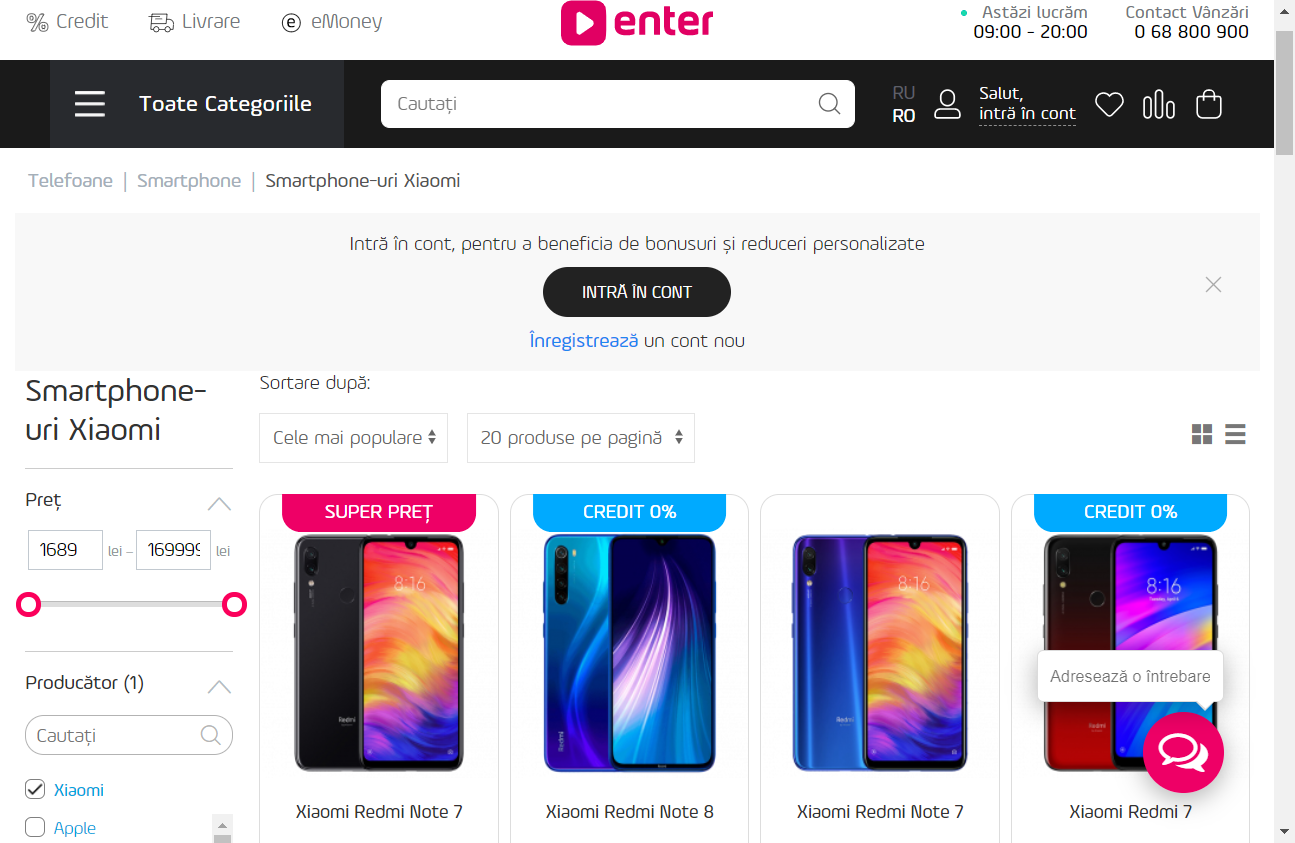 Credit
Livrare
eMoney
enter
Astăzi lucrăm
09:00 - 20:00
Contact Vânzări
0 68 800 900
Toate Categoriile
Cautați
RU
RO
Salut,
intră în cont
Telefoane | Smartphone | Smartphone-uri Xiaomi
Intră în cont, pentru a beneficia de bonusuri și reduceri personalizate
INTRĂ ÎN CONT
Înregistrează un cont nou
Smartphone-
uri Xiaomi
Sortare după:
Cele mai populare
20 produse pe pagină
Preț
1689 lei – 169999 lei
Producător (1)
Cautați
Xiaomi
Apple
SUPER PREȚ
8:16
Redmi
Xiaomi Redmi Note 7
CREDIT 0%
Redmi
Xiaomi Redmi Note 8
8:16
Redmi
Xiaomi Redmi Note 7
CREDIT 0%
8:16
Redmi
Xiaomi Redmi 7
Adresează o întrebare